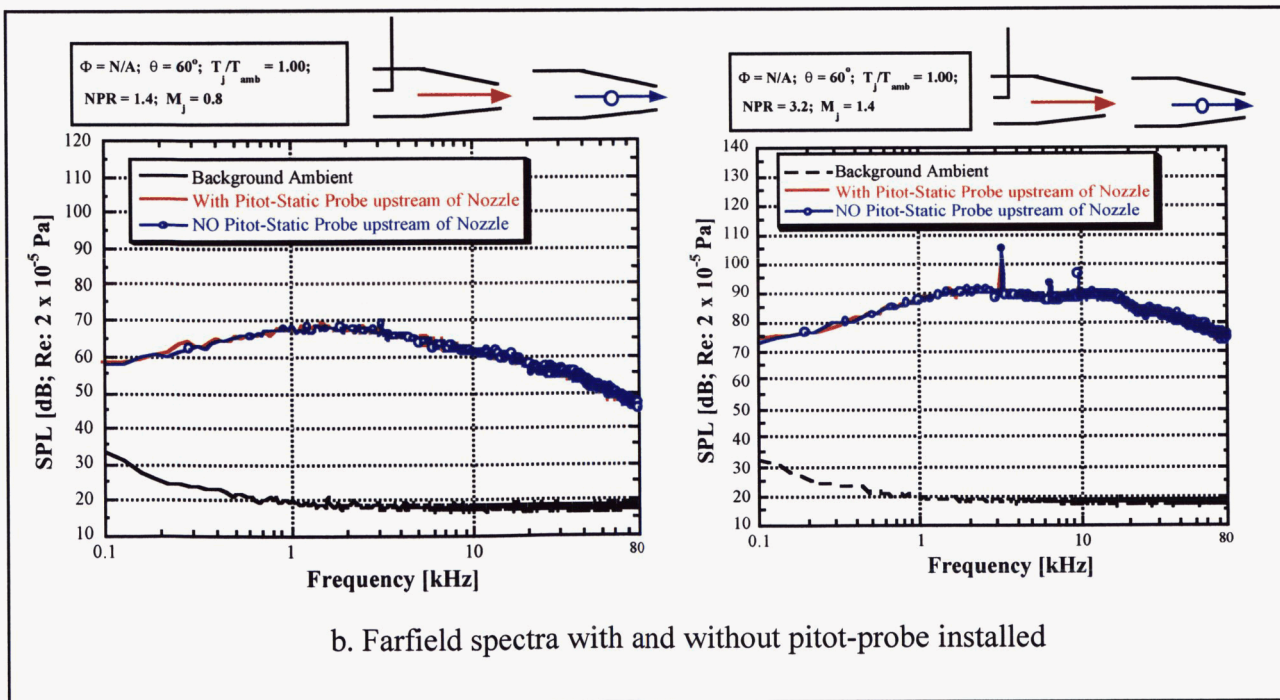 Φ = N/A; θ = 60°; Tj/Tamb = 1.00;
NPR = 1.4; Mj = 0.8
120
110
100
90
80
70
60
50
40
30
20
10
SPL [dB; Re: 2 x 10⁻⁵ Pa]
Background Ambient
With Pitot-Static Probe upstream of Nozzle
NO Pitot-Static Probe upstream of Nozzle
0.1
1
10
80
Frequency [kHz]
Φ = N/A; θ = 60°; Tj/Tamb = 1.00;
NPR = 3.2; Mj = 1.4
140
130
120
110
100
90
80
70
60
50
40
30
20
10
SPL [dB; Re: 2 x 10⁻⁵ Pa]
Background Ambient
With Pitot-Static Probe upstream of Nozzle
NO Pitot-Static Probe upstream of Nozzle
0.1
1
10
80
Frequency [kHz]
b. Farfield spectra with and without pitot-probe installed